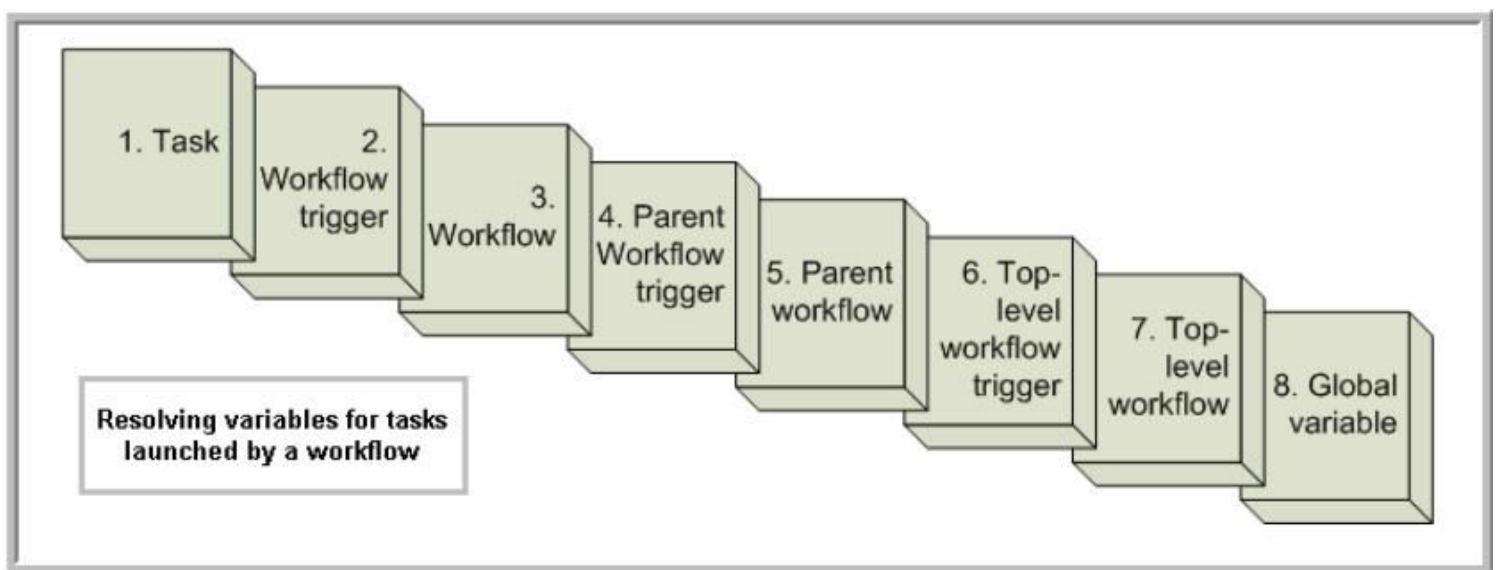 1. Task
2.
Workflow
trigger
3.
Workflow
4. Parent
Workflow
trigger
5. Parent
workflow
6. Top-
level
workflow
trigger
7. Top-
level
workflow
8. Global
variable
Resolving variables for tasks
launched by a workflow